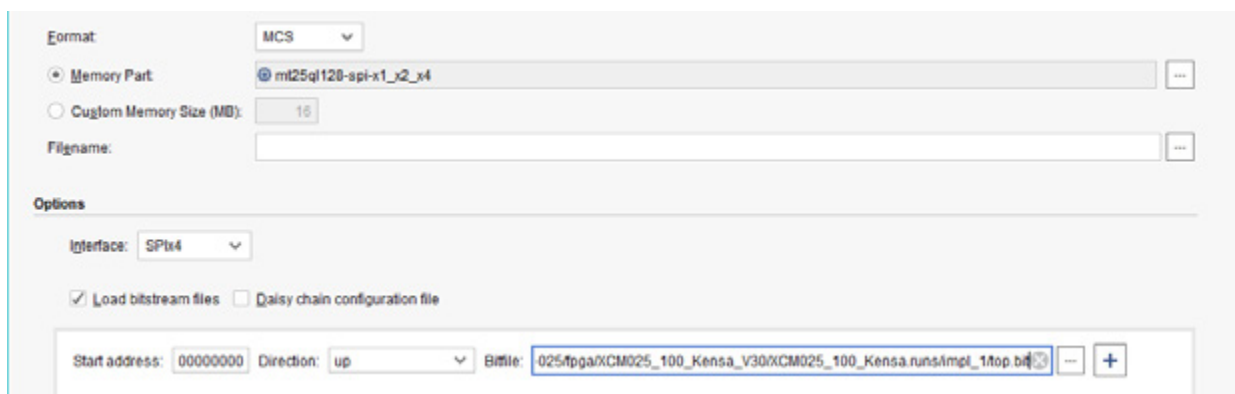 Format: MCS
Memory Part: mt25ql128-spi-x1_x2_x4 ...
Custom Memory Size (MB): 16
Filename: ...
Options
Interface: SPIx4
Load bitstream files Daisy chain configuration file
Start address: 00000000 Direction: up Bitfile: -025/fpga/XCM025_100_Kensa_V30/XCM025_100_Kensa.runs/impl_1/top.bit ... +